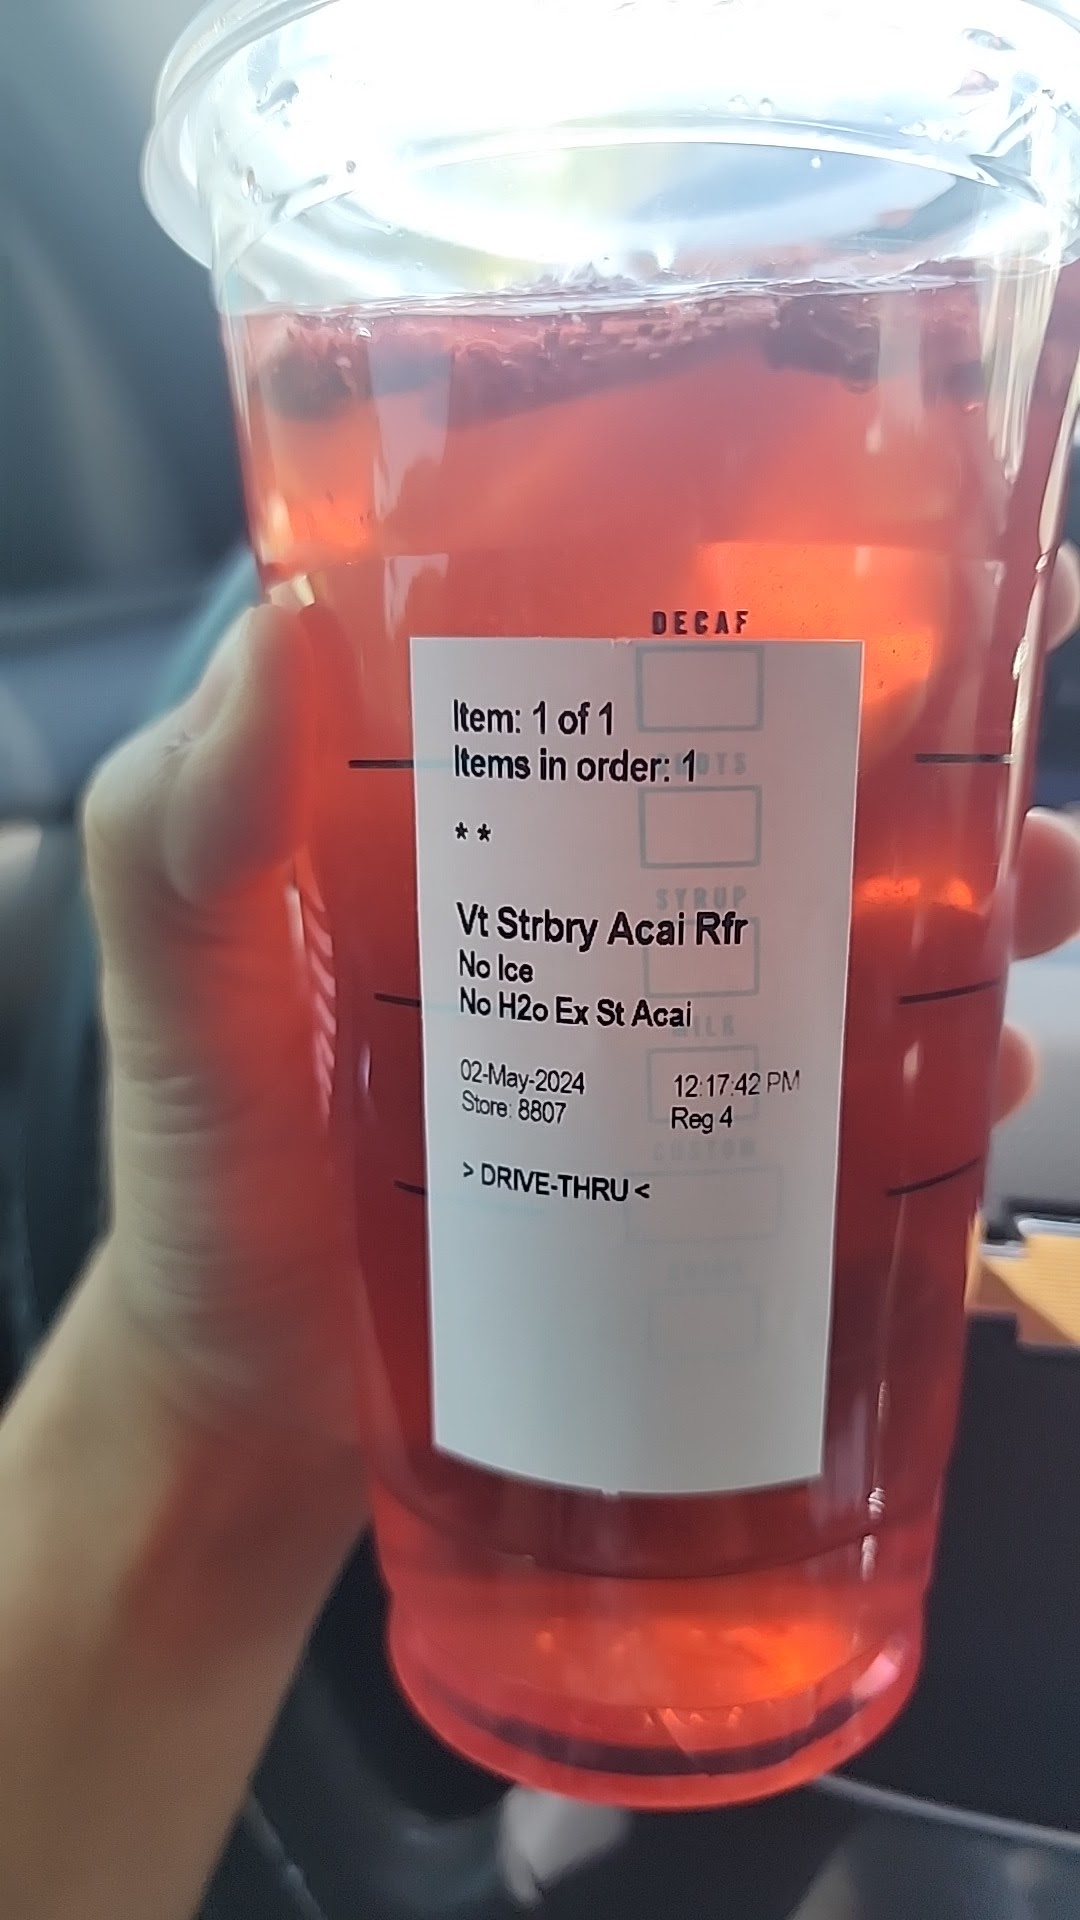 DECAF
Item: 1 of 1
Items in order: 1
* *
SYRUP
Vt Strbry Acai Rfr
No Ice
No H2o Ex St Acai
02-May-2024 12:17:42 PM
Store: 8807 Reg 4
CUSTOM
> DRIVE-THRU <